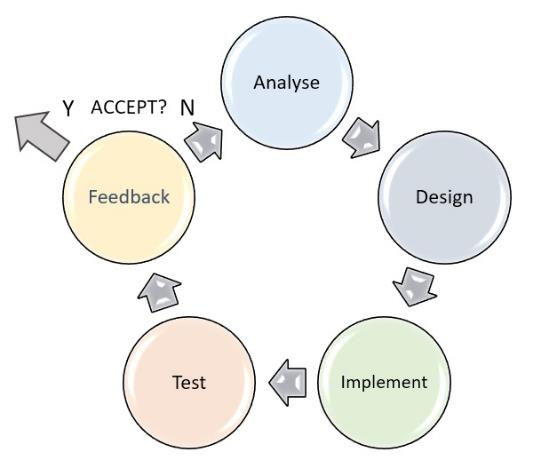 Analyse
Y ACCEPT? N
Feedback
Design
Test
Implement